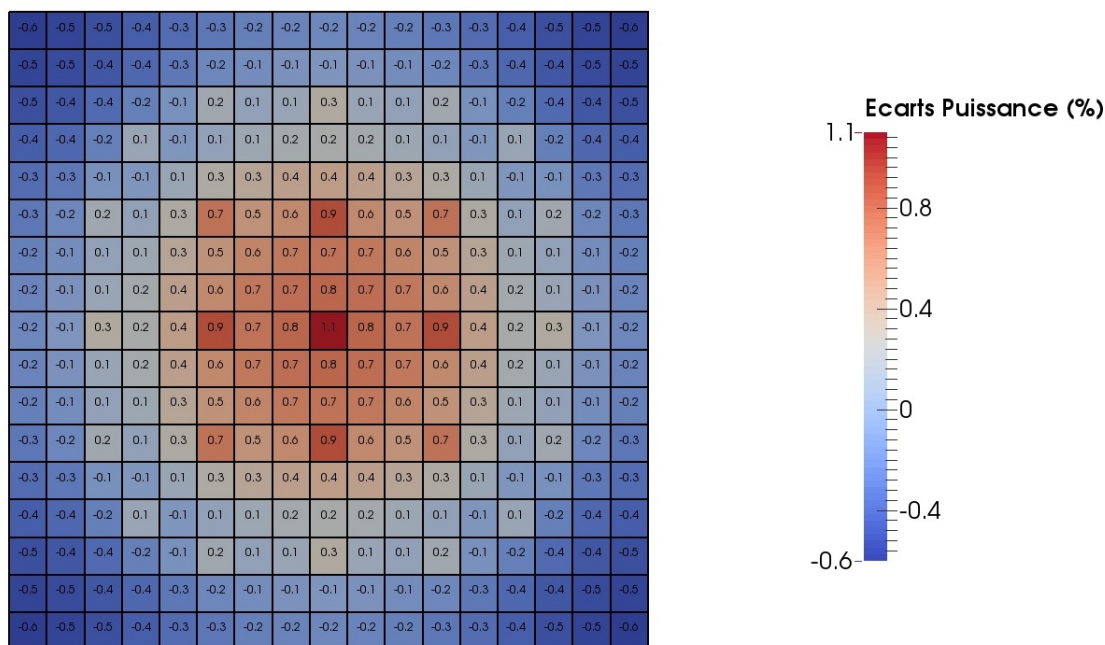 -0.6 -0.5 -0.5 -0.4 -0.3 -0.3 -0.2 -0.2 -0.2 -0.2 -0.2 -0.3 -0.3 -0.4 -0.5 -0.5 -0.6
-0.5 -0.5 -0.4 -0.4 -0.3 -0.2 -0.1 -0.1 -0.1 -0.1 -0.1 -0.2 -0.3 -0.4 -0.4 -0.5 -0.5
-0.5 -0.4 -0.4 -0.2 -0.1 0.2 0.1 0.1 0.3 0.1 0.1 0.2 -0.1 -0.2 -0.4 -0.4 -0.5
-0.4 -0.4 -0.2 0.1 -0.1 0.1 0.1 0.2 0.2 0.2 0.1 0.1 -0.1 0.1 -0.2 -0.4 -0.4
-0.3 -0.3 -0.1 -0.1 0.1 0.3 0.3 0.4 0.4 0.4 0.3 0.3 0.1 -0.1 -0.1 -0.3 -0.3
-0.3 -0.2 0.2 0.1 0.3 0.7 0.5 0.6 0.9 0.6 0.5 0.7 0.3 0.1 0.2 -0.2 -0.3
-0.2 -0.1 0.1 0.1 0.3 0.5 0.6 0.7 0.7 0.7 0.6 0.5 0.3 0.1 0.1 -0.1 -0.2
-0.2 -0.1 0.1 0.2 0.4 0.6 0.7 0.7 0.8 0.7 0.7 0.6 0.4 0.2 0.1 -0.1 -0.2
-0.2 -0.1 0.3 0.2 0.4 0.9 0.7 0.8 1.1 0.8 0.7 0.9 0.4 0.2 0.3 -0.1 -0.2
-0.2 -0.1 0.1 0.2 0.4 0.6 0.7 0.7 0.8 0.7 0.7 0.6 0.4 0.2 0.1 -0.1 -0.2
-0.2 -0.1 0.1 0.1 0.3 0.5 0.6 0.7 0.7 0.7 0.6 0.5 0.3 0.1 0.1 -0.1 -0.2
-0.3 -0.2 0.2 0.1 0.3 0.7 0.5 0.6 0.9 0.6 0.5 0.7 0.3 0.1 0.2 -0.2 -0.3
-0.3 -0.3 -0.1 -0.1 0.1 0.3 0.3 0.4 0.4 0.4 0.3 0.3 0.1 -0.1 -0.1 -0.3 -0.3
-0.4 -0.4 -0.2 0.1 -0.1 0.1 0.1 0.2 0.2 0.2 0.1 0.1 -0.1 0.1 -0.2 -0.4 -0.4
-0.5 -0.4 -0.4 -0.2 -0.1 0.2 0.1 0.1 0.3 0.1 0.1 0.2 -0.1 -0.2 -0.4 -0.4 -0.5
-0.5 -0.5 -0.4 -0.4 -0.3 -0.2 -0.1 -0.1 -0.1 -0.1 -0.1 -0.2 -0.3 -0.4 -0.4 -0.5 -0.5
-0.6 -0.5 -0.5 -0.4 -0.3 -0.3 -0.2 -0.2 -0.2 -0.2 -0.2 -0.3 -0.3 -0.4 -0.5 -0.5 -0.6
Ecarts Puissance (%)
1.1
0.8
0.4
0
-0.4
-0.6